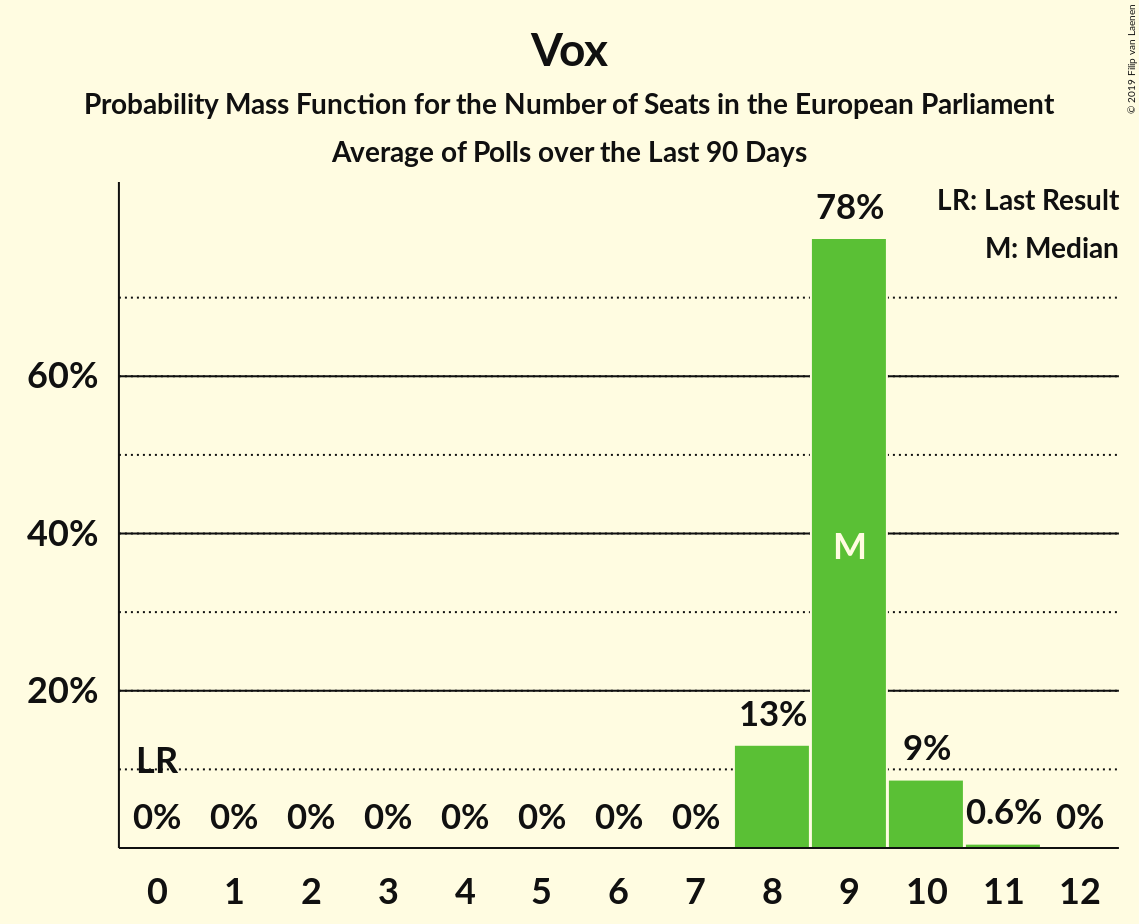 Vox
Probability Mass Function for the Number of Seats in the European Parliament
Average of Polls over the Last 90 Days
© 2019 Filip van Laenen
LR: Last Result
M: Median
78%
60%
40%
M
20%
13%
9%
LR
0% 0% 0% 0% 0% 0% 0% 0% 0.6% 0%
0 1 2 3 4 5 6 7 8 9 10 11 12